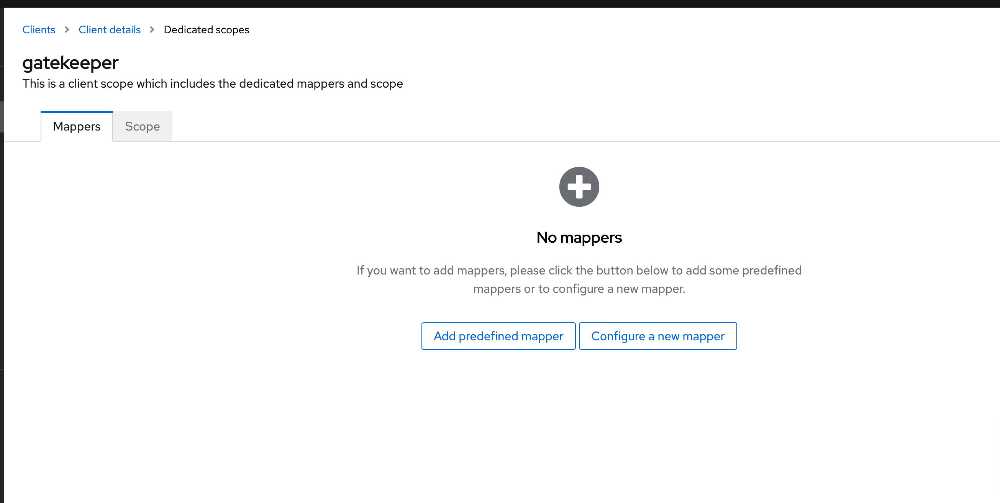 Clients > Client details > Dedicated scopes
gatekeeper
This is a client scope which includes the dedicated mappers and scope
Mappers Scope
No mappers
If you want to add mappers, please click the button below to add some predefined
mappers or to configure a new mapper.
Add predefined mapper Configure a new mapper